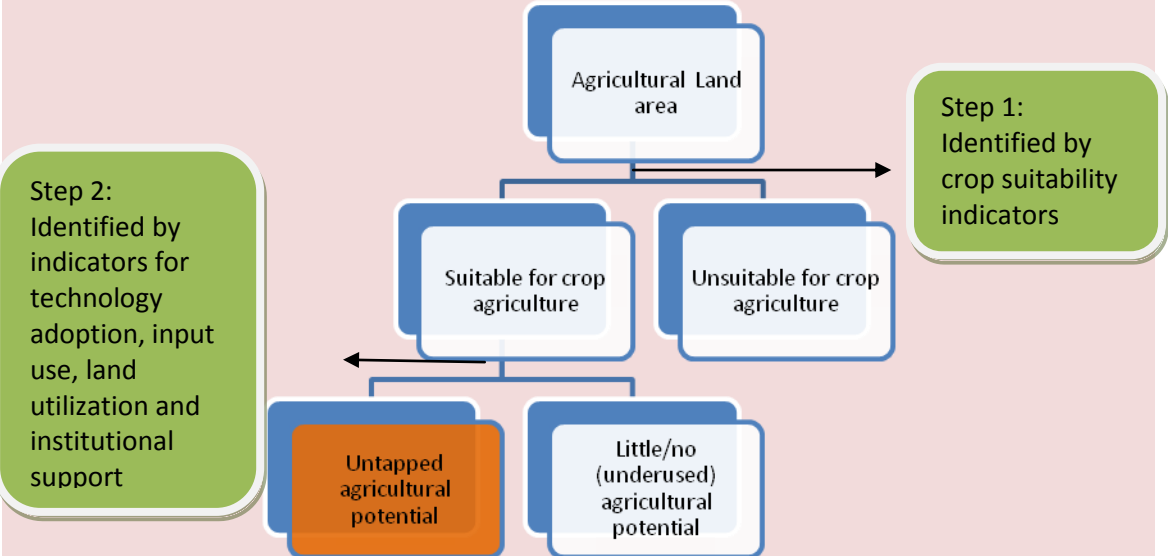 Agricultural Land
area
Step 1:
Identified by
crop suitability
indicators
Step 2:
Identified by
indicators for
technology
adoption, input
use, land
utilization and
institutional
support
Suitable for crop
agriculture
Unsuitable for crop
agriculture
Untapped
agricultural
potential
Little/no
(underused)
agricultural
potential